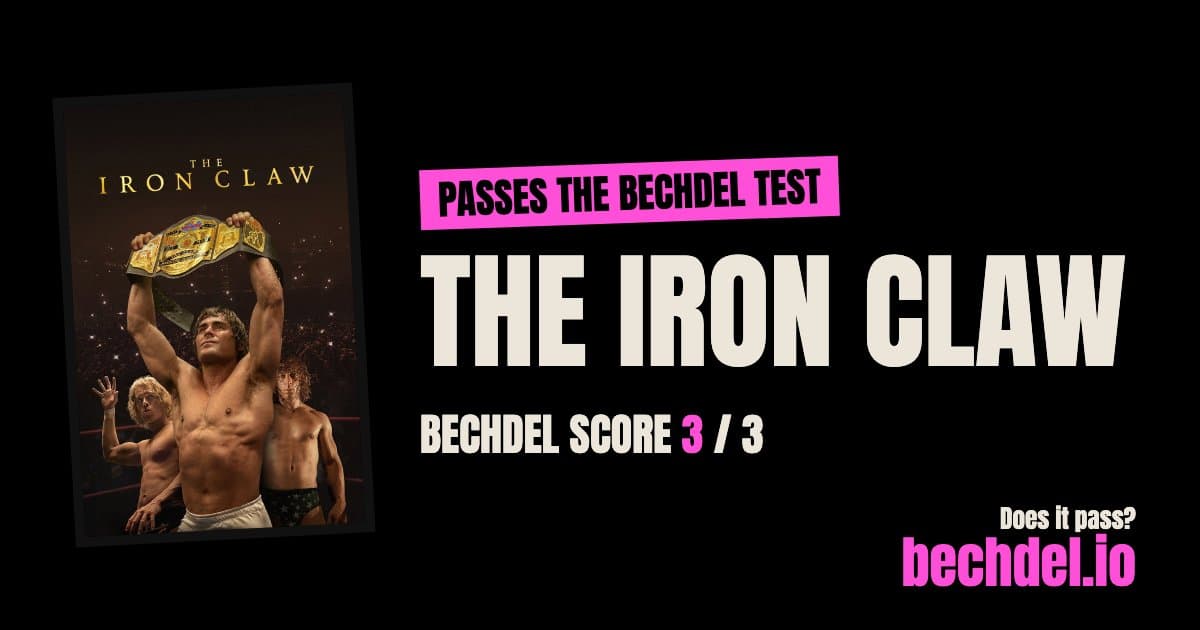 THE
IRON CLAW
PASSES THE BECHDEL TEST
THE IRON CLAW
BECHDEL SCORE 3 / 3
Does it pass?
bechdel.io